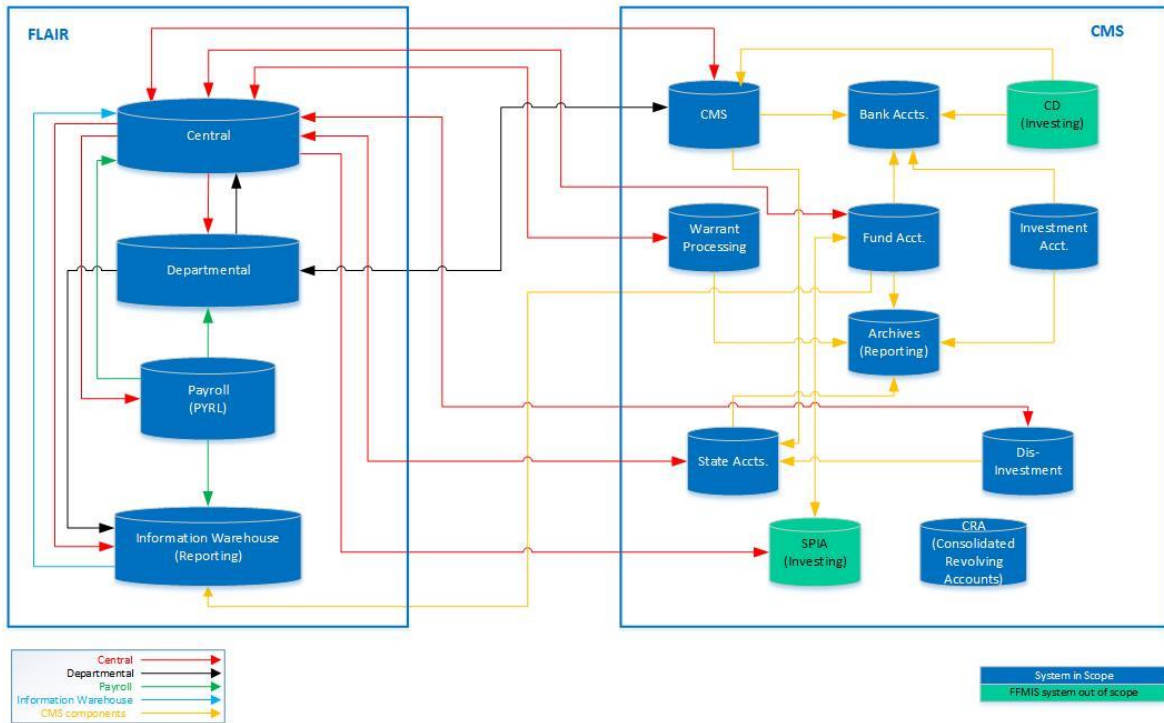 FLAIR
CMS
Central
CMS
Bank Accts.
CD
(Investing)
Departmental
Warrant
Processing
Fund Acct.
Investment
Acct.
Archives
(Reporting)
Payroll
(PYRL)
State Accts.
Dis-
Investment
Information Warehouse
(Reporting)
SPIA
(Investing)
CRA
(Consolidated
Revolving
Accounts)
Central
Departmental
Payroll
Information Warehouse
CMS components
System in Scope
FFMIS system out of scope